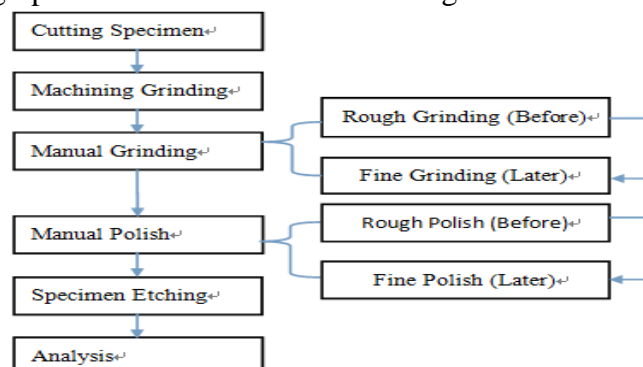 Cutting Specimen↵
Machining Grinding↵
Manual Grinding↵
Rough Grinding (Before)↵
Fine Grinding (Later)↵
Manual Polish↵
Rough Polish (Before)↵
Fine Polish (Later)↵
Specimen Etching↵
Analysis↵